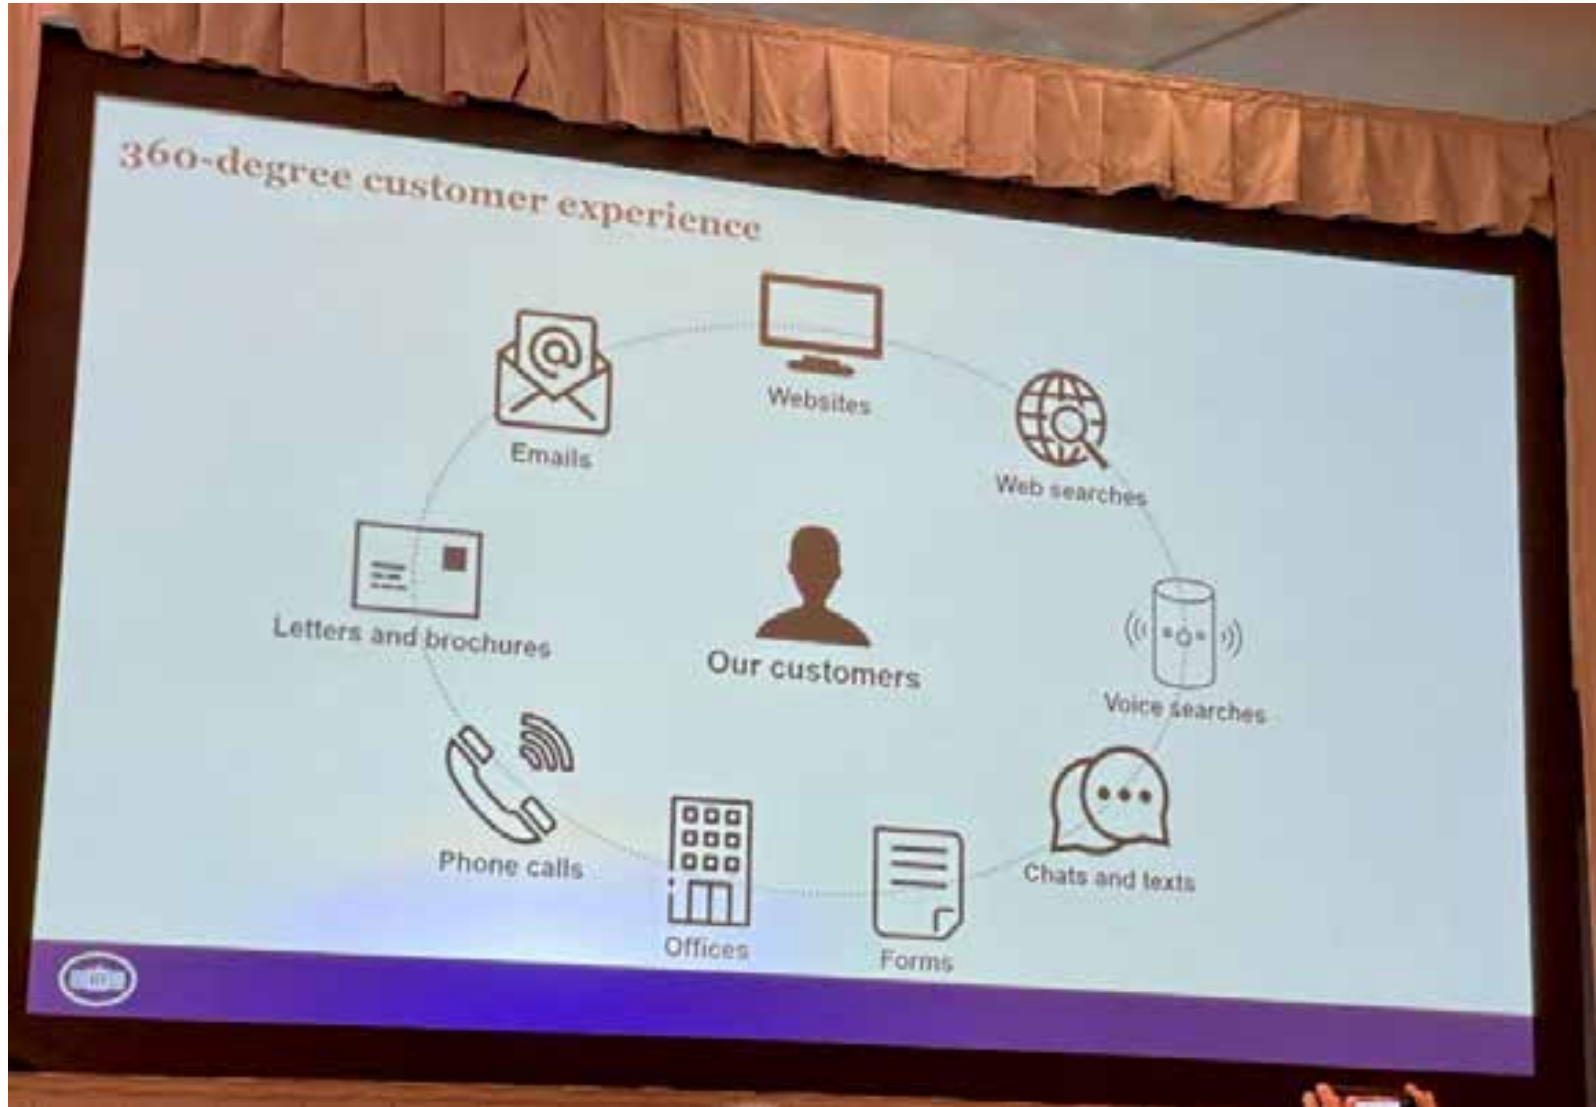 360-degree customer experience
Websites
Emails
Web searches
Letters and brochures
Our customers
Voice searches
Phone calls
Chats and texts
Offices
Forms